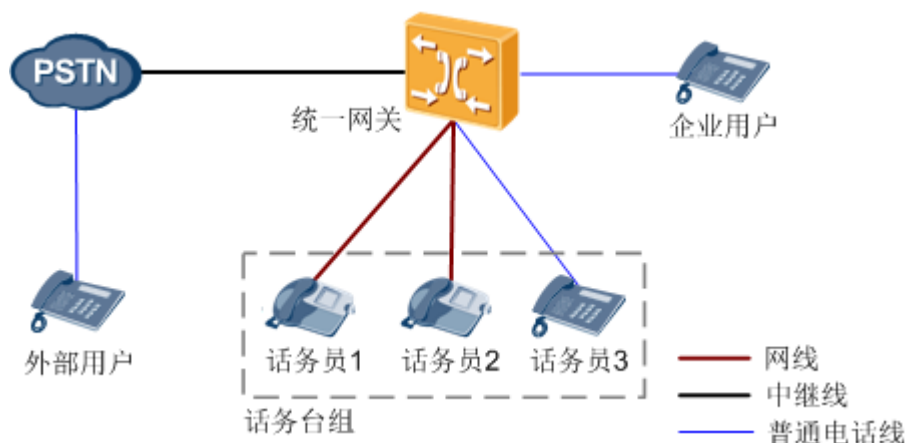 PSTN
统一网关
企业用户
外部用户
话务员1
话务员2
话务员3
话务台组
网线
中继线
普通电话线